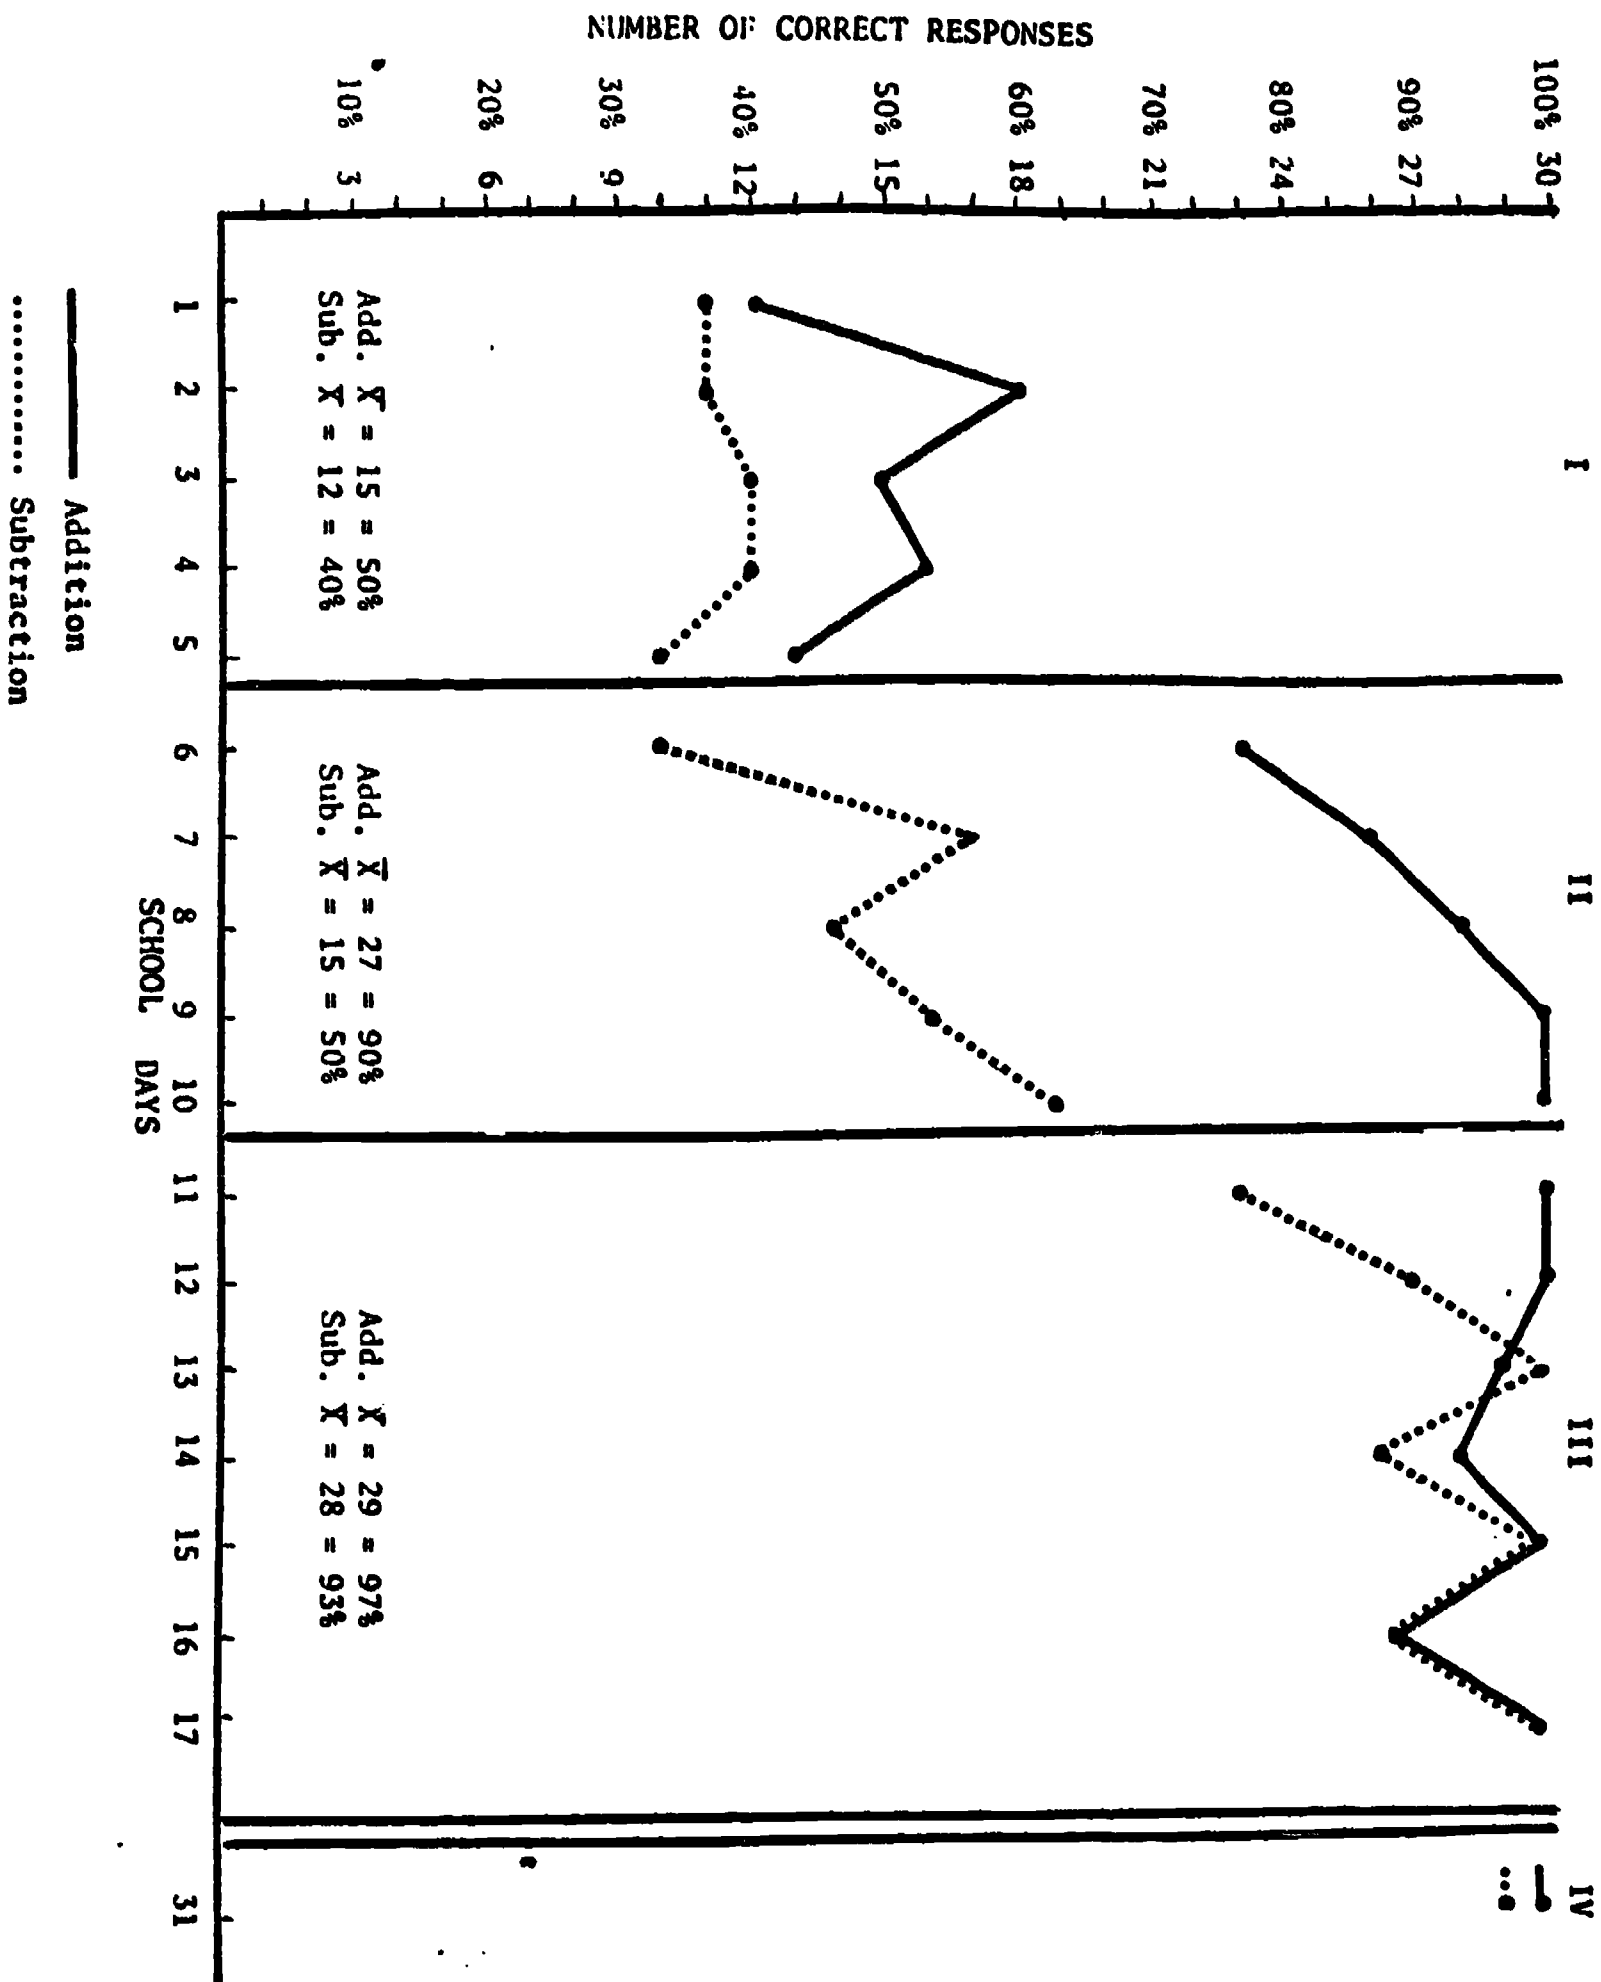 NUMBER OF CORRECT RESPONSES
100% 30
90% 27
80% 24
70% 21
60% 18
50% 15
40% 12
30% 9
20% 6
10% 3
I
II
III
IV
Add. X̄ = 15 = 50%
Sub. X̄ = 12 = 40%
Add. X̄ = 27 = 90%
Sub. X̄ = 15 = 50%
Add. X̄ = 29 = 97%
Sub. X̄ = 28 = 93%
1 2 3 4 5 6 7 8 9 10 11 12 13 14 15 16 17 31
SCHOOL DAYS
Addition
Subtraction